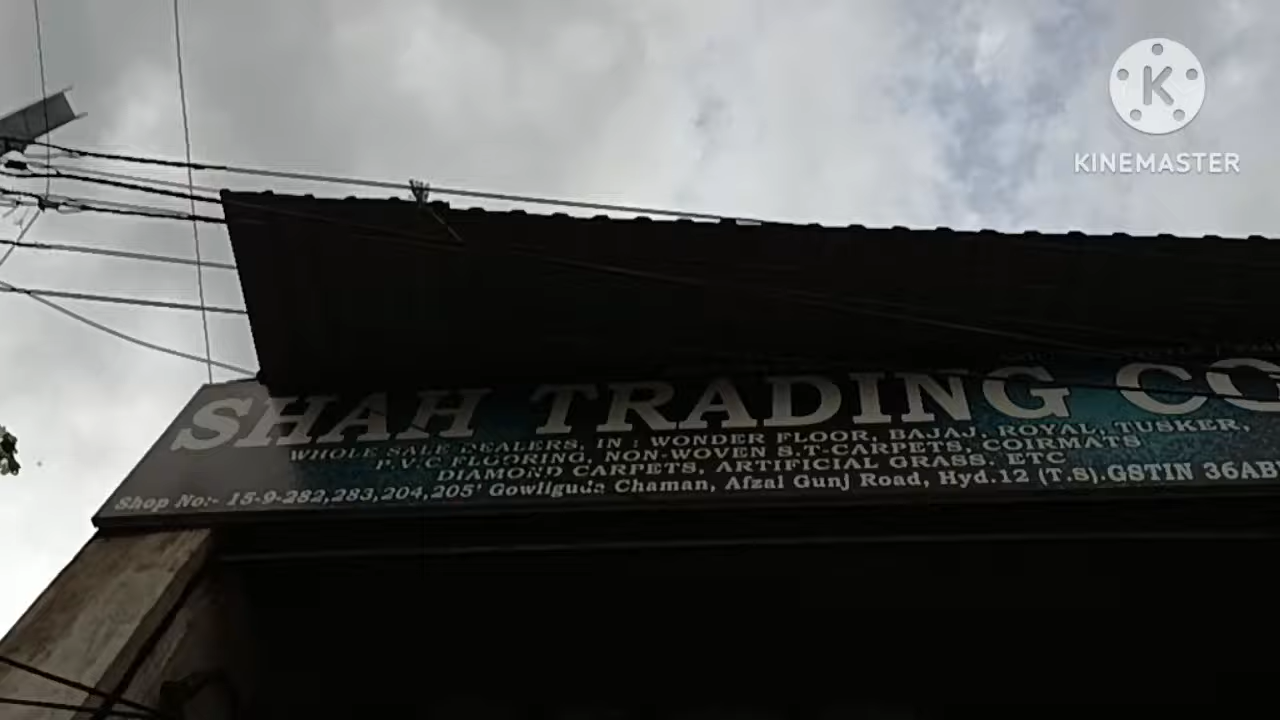 K
KINEMASTER
SHAH TRADING CO
WHOLE SALE DEALERS, IN : WONDER FLOOR, BAJAJ, ROYAL, TUSKER,
P.V.C FLOORING, NON-WOVEN S.T-CARPETS, COIRMATS
DIAMOND CARPETS, ARTIFICIAL GRASS. ETC
Shop No:- 15-9-282,283,204,205' Gowliguda Chaman, Afzal Gunj Road, Hyd.12 (T.S).GSTIN 36AB